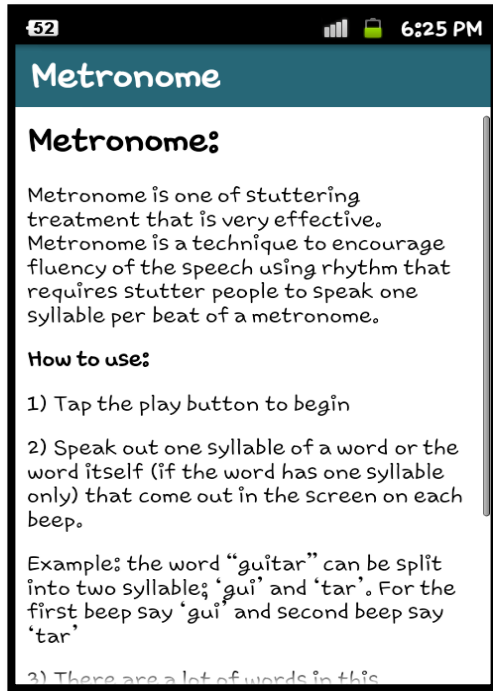 52
6:25 PM
Metronome
Metronome:
Metronome is one of stuttering
treatment that is very effective.
Metronome is a technique to encourage
fluency of the speech using rhythm that
requires stutter people to speak one
syllable per beat of a metronome.
How to use:
1) Tap the play button to begin
2) Speak out one syllable of a word or the
word itself (if the word has one syllable
only) that come out in the screen on each
beep.
Example: the word “guitar” can be split
into two syllable; ‘gui’ and ‘tar’. For the
first beep say ‘gui’ and second beep say
‘tar’
3) There are a lot of words in this